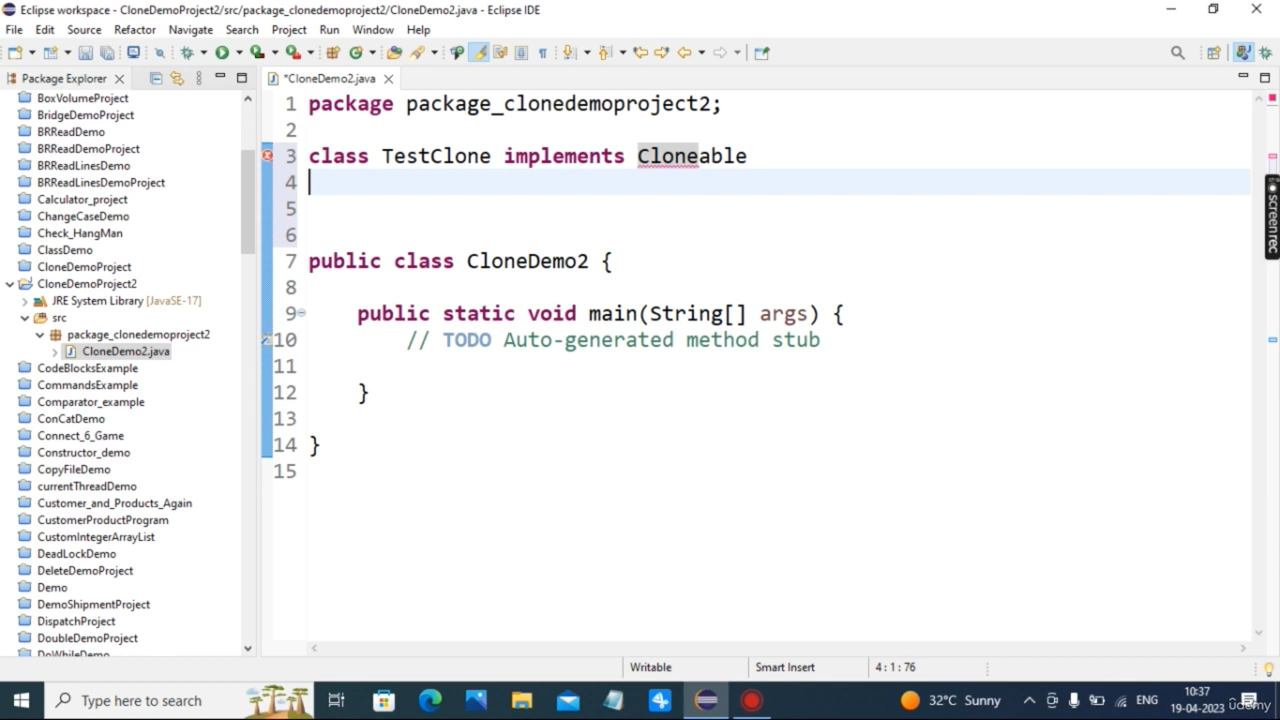 Eclipse workspace - CloneDemoProject2/src/package_clonedemoproject2/CloneDemo2.java - Eclipse IDE
File Edit Source Refactor Navigate Search Project Run Window Help
Package Explorer
*CloneDemo2.java
BoxVolumeProject
BridgeDemoProject
BRReadDemo
BRReadDemoProject
BRReadLinesDemo
BRReadLinesDemoProject
Calculator_project
ChangeCaseDemo
Check_HangMan
ClassDemo
CloneDemoProject
CloneDemoProject2
JRE System Library [JavaSE-17]
src
package_clonedemoproject2
CloneDemo2.java
CodeBlocksExample
CommandsExample
Comparator_example
ConCatDemo
Connect_6_Game
Constructor_demo
CopyFileDemo
currentThreadDemo
Customer_and_Products_Again
CustomerProductProgram
CustomIntegerArrayList
DeadLockDemo
DeleteDemoProject
Demo
DemoShipmentProject
DispatchProject
DoubleDemoProject
DoWhileDemo
1 package package_clonedemoproject2;
2
3 class TestClone implements Cloneable
4
5
6
7 public class CloneDemo2 {
8
9 public static void main(String[] args) {
10 // TODO Auto-generated method stub
11
12 }
13
14 }
15
screenrec
Writable Smart Insert 4 : 1 : 76
Type here to search
32°C Sunny
ENG
10:37
19-04-2023
udemy